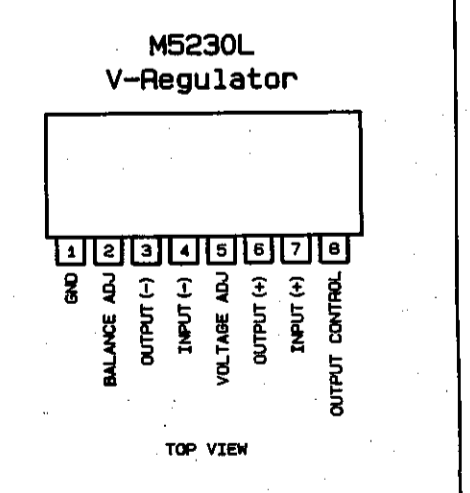 M5230L
V-Regulator
1 2 3 4 5 6 7 8
GND
BALANCE ADJ
OUTPUT (-)
INPUT (-)
VOLTAGE ADJ
OUTPUT (+)
INPUT (+)
OUTPUT CONTROL
TOP VIEW